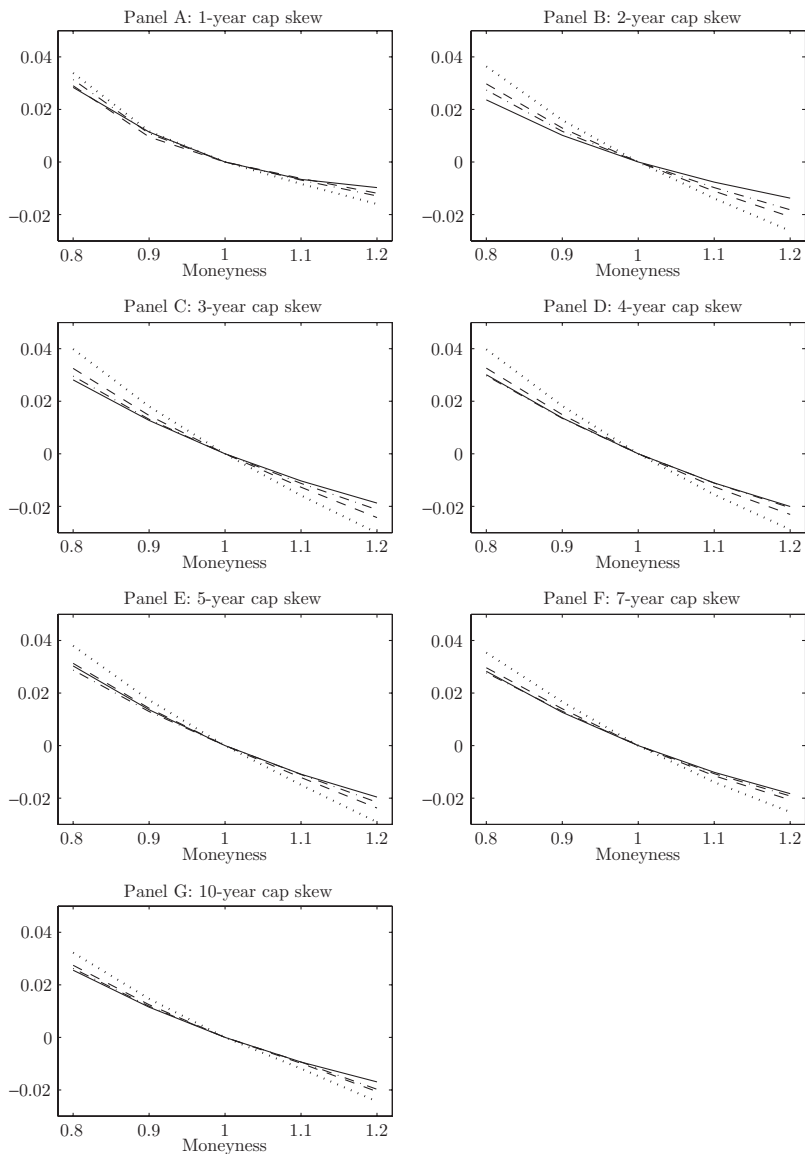 Panel A: 1-year cap skew
0.04
0.02
0
−0.02
0.8 0.9 1 1.1 1.2
Moneyness
Panel B: 2-year cap skew
0.04
0.02
0
−0.02
0.8 0.9 1 1.1 1.2
Moneyness
Panel C: 3-year cap skew
0.04
0.02
0
−0.02
0.8 0.9 1 1.1 1.2
Moneyness
Panel D: 4-year cap skew
0.04
0.02
0
−0.02
0.8 0.9 1 1.1 1.2
Moneyness
Panel E: 5-year cap skew
0.04
0.02
0
−0.02
0.8 0.9 1 1.1 1.2
Moneyness
Panel F: 7-year cap skew
0.04
0.02
0
−0.02
0.8 0.9 1 1.1 1.2
Moneyness
Panel G: 10-year cap skew
0.04
0.02
0
−0.02
0.8 0.9 1 1.1 1.2
Moneyness